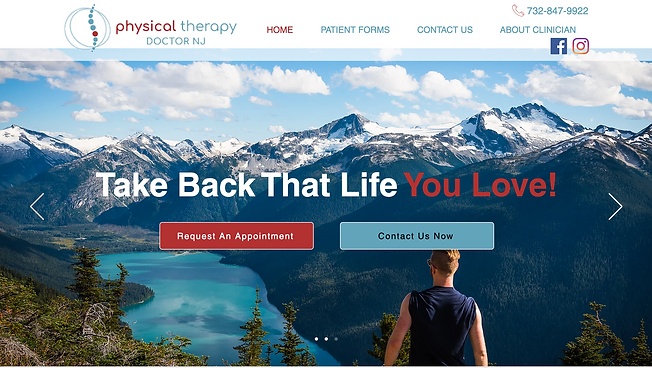 732-847-9922
physical therapy
DOCTOR NJ
HOME PATIENT FORMS CONTACT US ABOUT CLINICIAN
Take Back That Life You Love!
Request An Appointment Contact Us Now